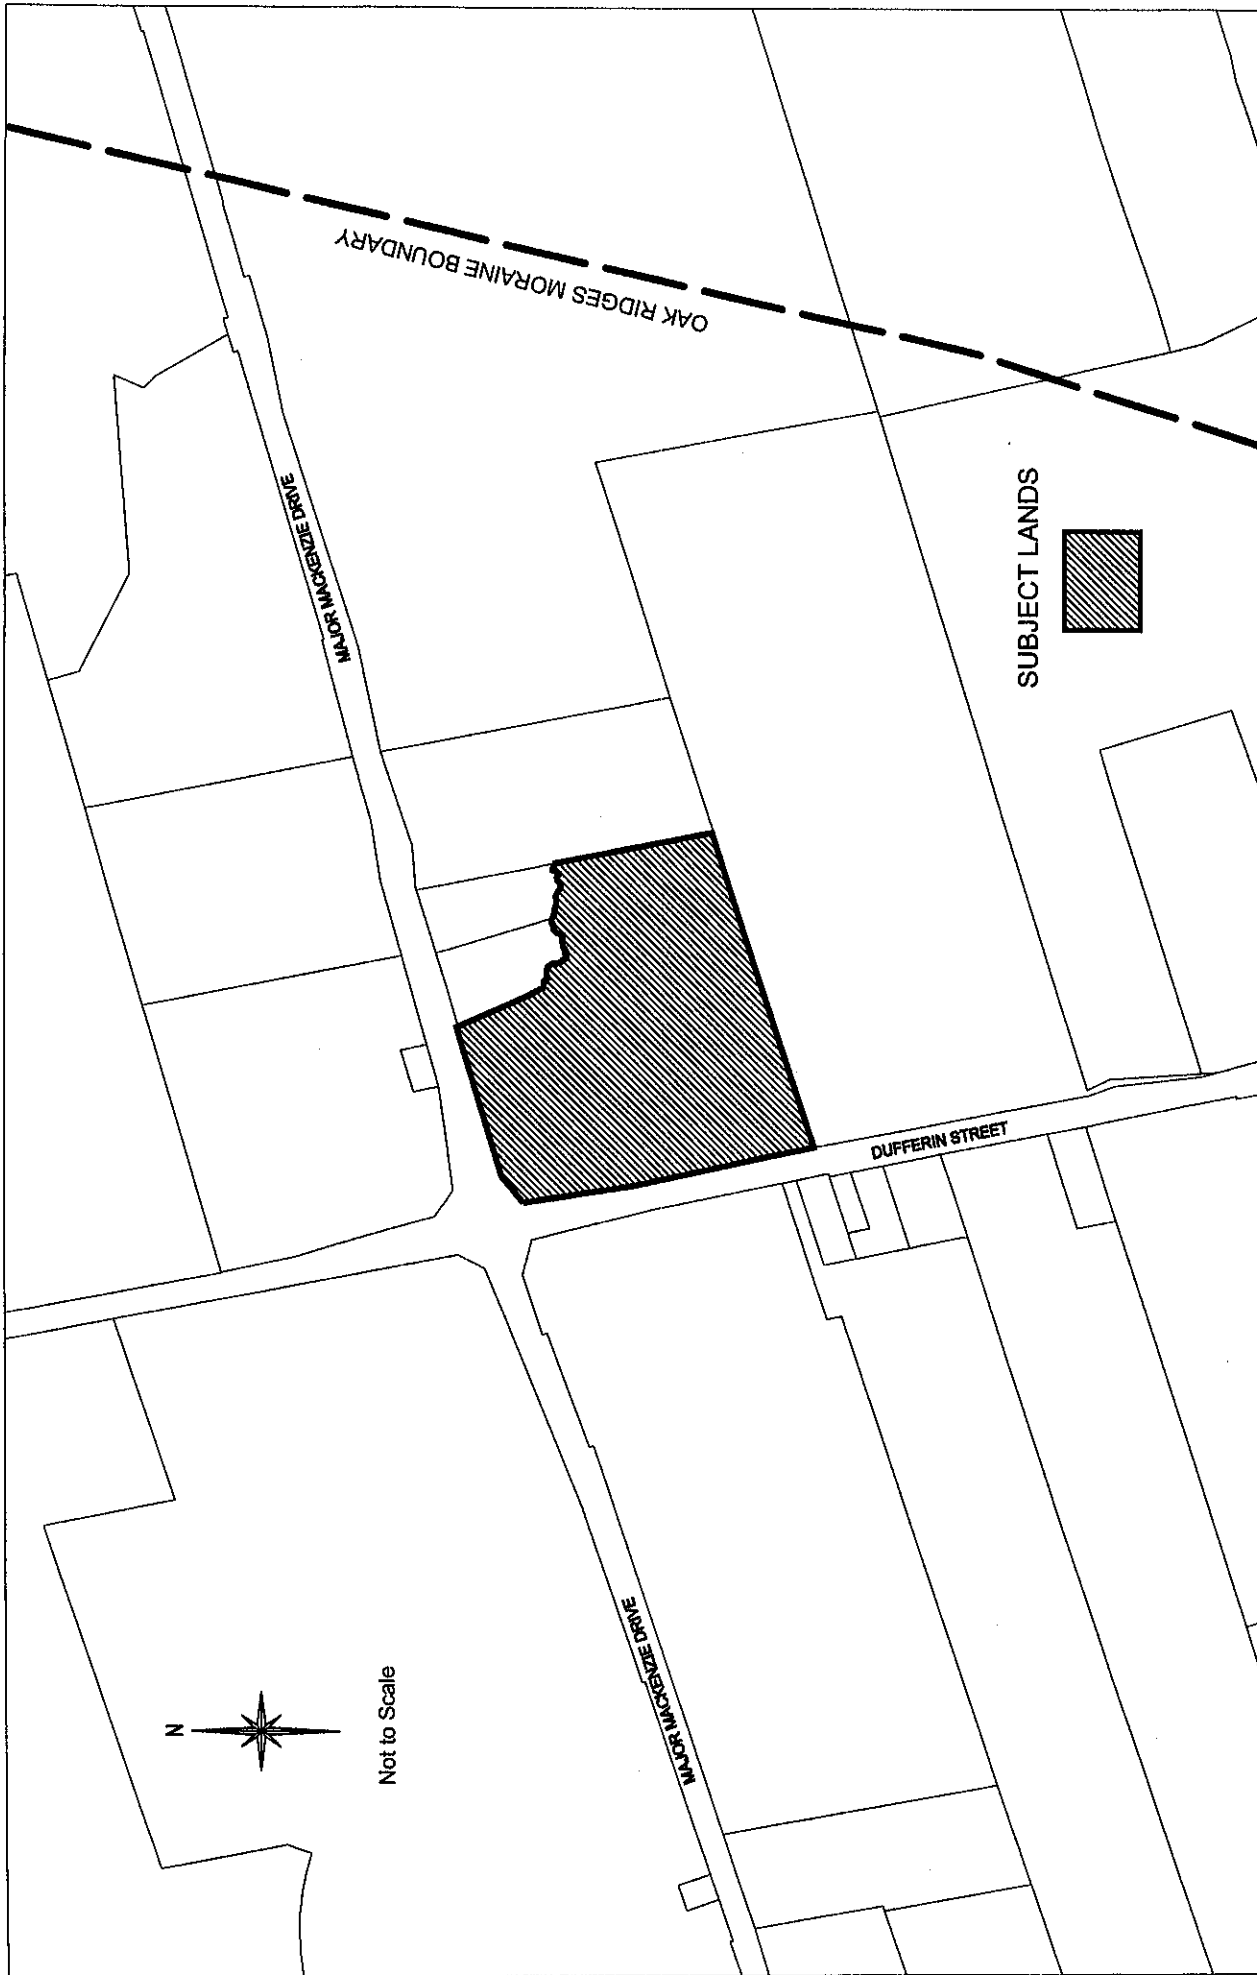 OAK RIDGES MORAINE BOUNDARY
MAJOR MACKENZIE DRIVE
SUBJECT LANDS
DUFFERIN STREET
MAJOR MACKENZIE DRIVE
N
Not to Scale